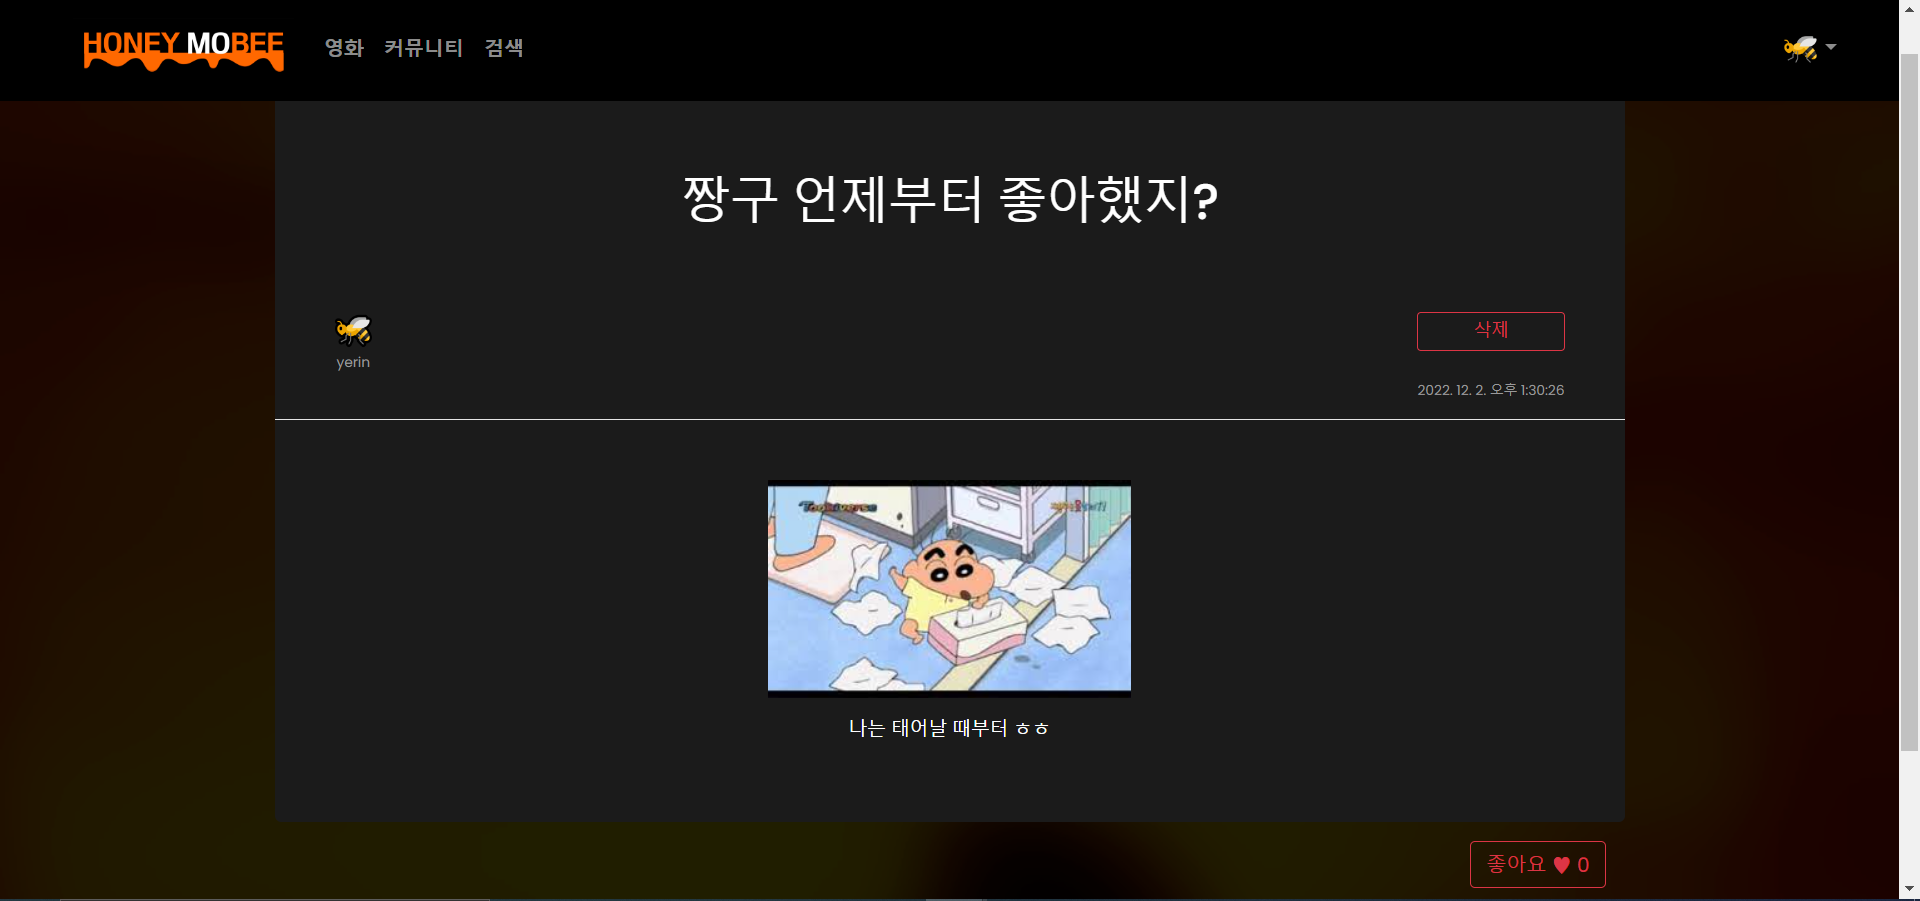 HONEY MOBEE
영화 커뮤니티 검색
짱구 언제부터 좋아했지?
삭제
yerin
2022. 12. 2. 오후 1:30:26
Tooniverse
나는 태어날 때부터 ㅎㅎ
좋아요 ♥ 0